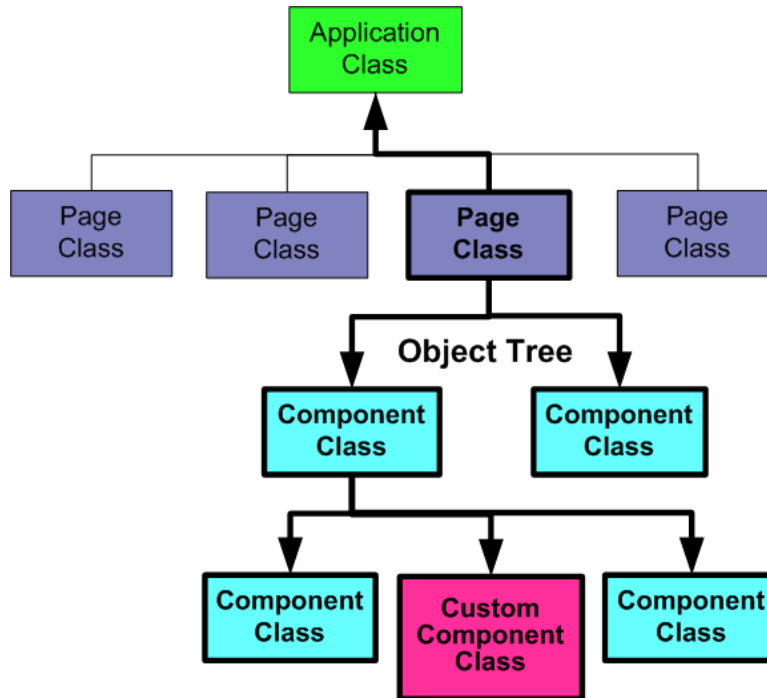 Application
Class
Page
Class
Page
Class
Page
Class
Page
Class
Object Tree
Component
Class
Component
Class
Component
Class
Custom
Component
Class
Component
Class